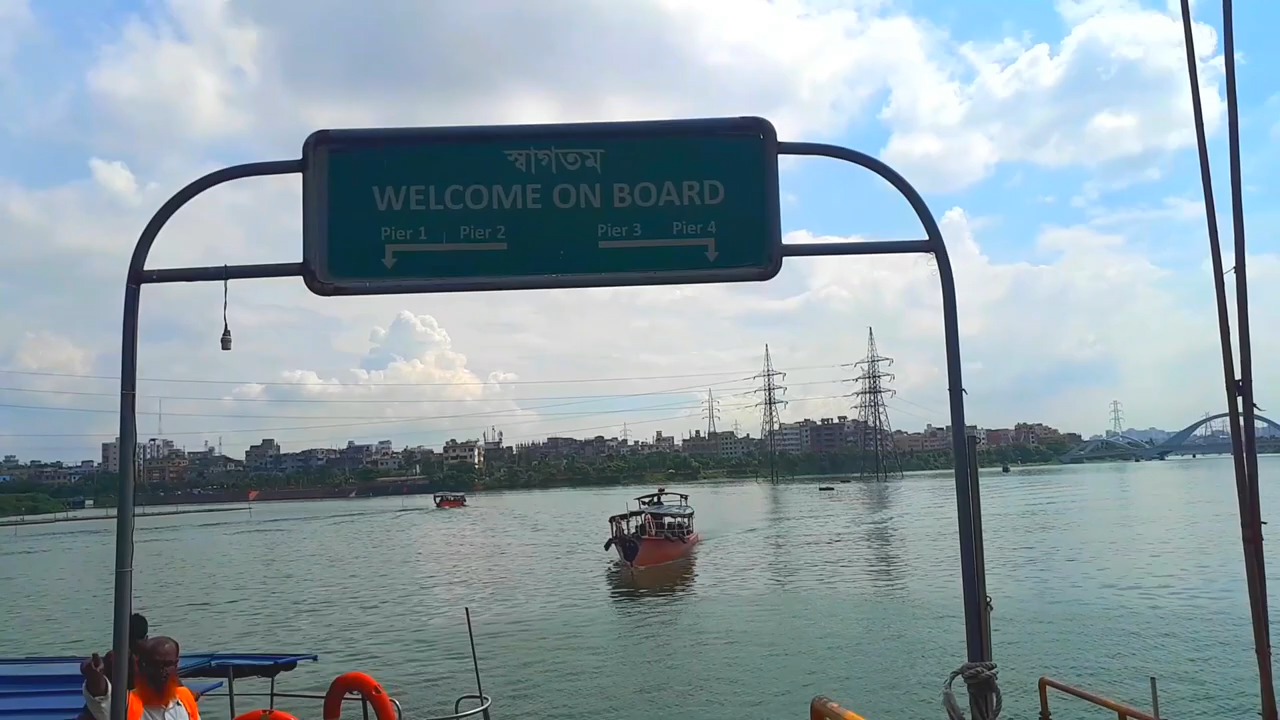 স্বাগতম
WELCOME ON BOARD
Pier 1 Pier 2 Pier 3 Pier 4